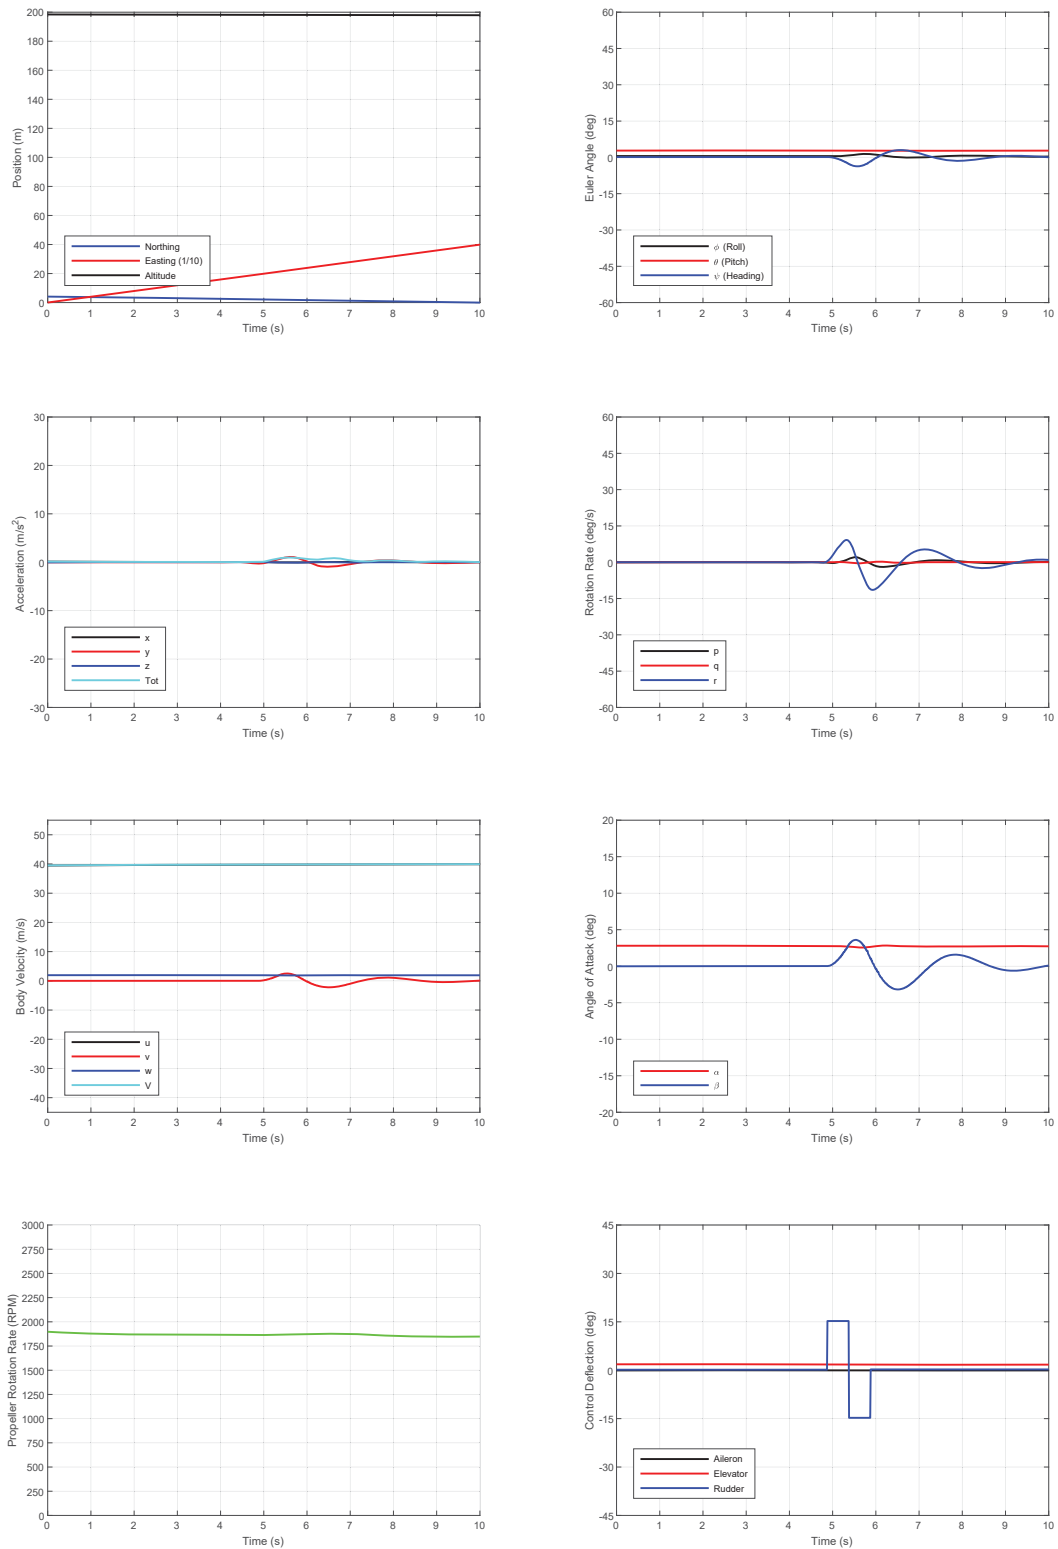 200
180
160
140
120
100
80
60
40
20
0
Position (m)
Northing
Easting (1/10)
Altitude
0 1 2 3 4 5 6 7 8 9 10
Time (s)
60
45
30
15
0
-15
-30
-45
-60
Euler Angle (deg)
ϕ (Roll)
θ (Pitch)
ψ (Heading)
0 1 2 3 4 5 6 7 8 9 10
Time (s)
30
20
10
0
-10
-20
-30
Acceleration (m/s²)
x
y
z
Tot
0 1 2 3 4 5 6 7 8 9 10
Time (s)
60
45
30
15
0
-15
-30
-45
-60
Rotation Rate (deg/s)
p
q
r
0 1 2 3 4 5 6 7 8 9 10
Time (s)
50
40
30
20
10
0
-10
-20
-30
-40
Body Velocity (m/s)
u
v
w
V
0 1 2 3 4 5 6 7 8 9 10
Time (s)
20
15
10
5
0
-5
-10
-15
-20
Angle of Attack (deg)
α
β
0 1 2 3 4 5 6 7 8 9 10
Time (s)
3000
2750
2500
2250
2000
1750
1500
1250
1000
750
500
250
0
Propeller Rotation Rate (RPM)
0 1 2 3 4 5 6 7 8 9 10
Time (s)
45
30
15
0
-15
-30
-45
Control Deflection (deg)
Aileron
Elevator
Rudder
0 1 2 3 4 5 6 7 8 9 10
Time (s)